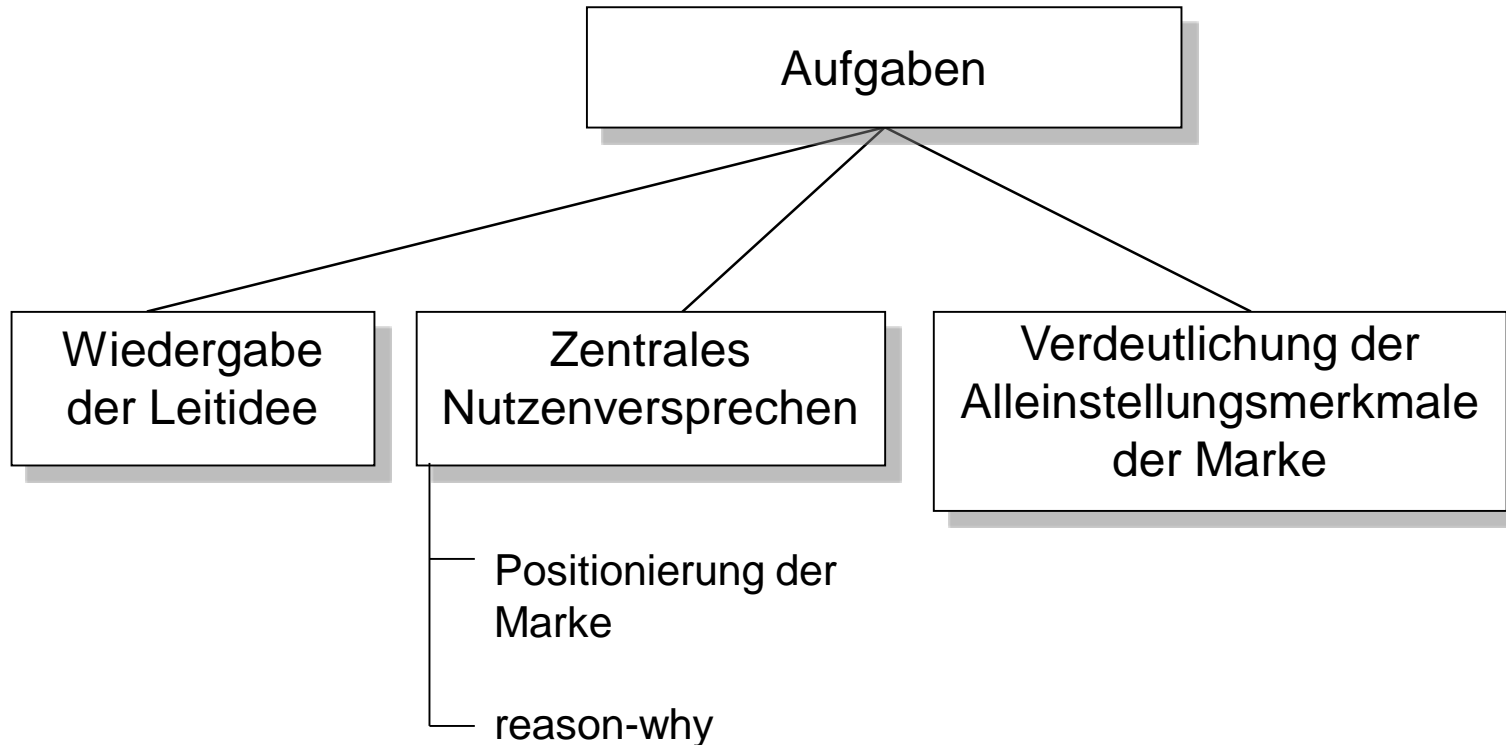 Aufgaben
Wiedergabe
der Leitidee
Zentrales
Nutzenversprechen
Positionierung der
Marke
reason-why
Verdeutlichung der
Alleinstellungsmerkmale
der Marke